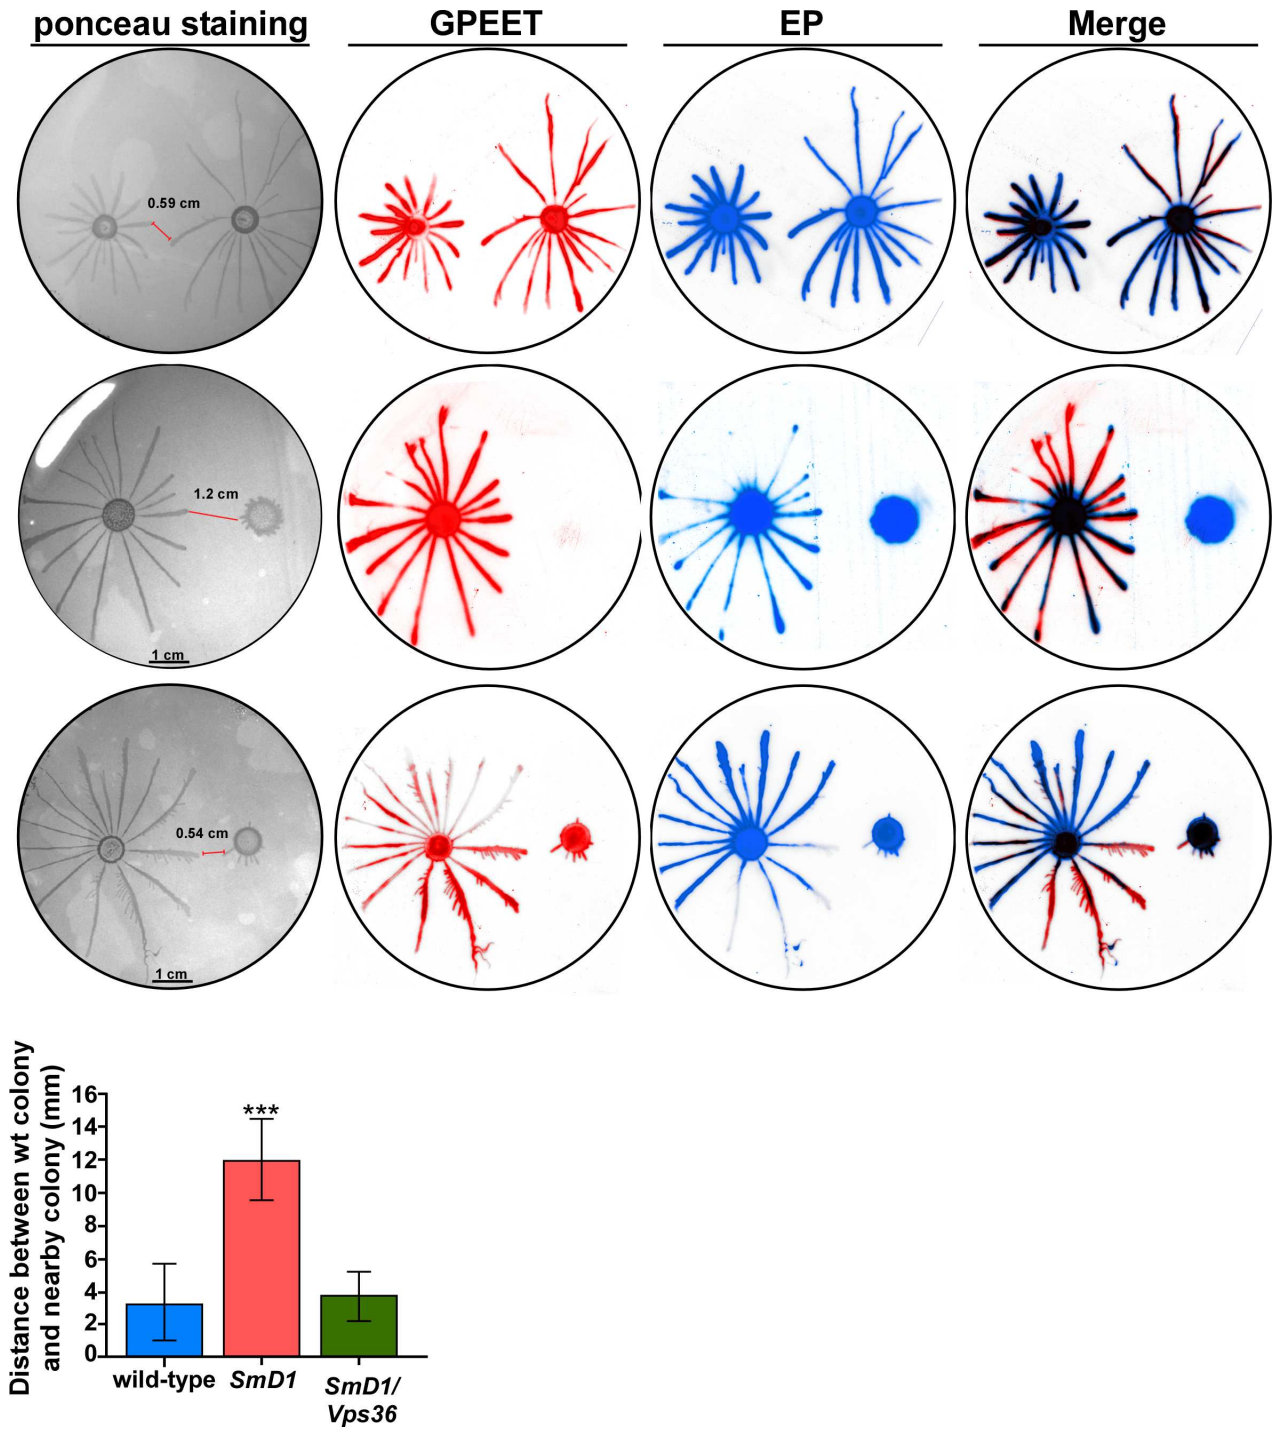 ponceau staining GPEET EP Merge
0.59 cm
1.2 cm
1 cm
0.54 cm
1 cm
Distance between wt colony
and nearby colony (mm)
16
14
12
10
8
6
4
2
0
***
wild-type SmD1 SmD1/
Vps36